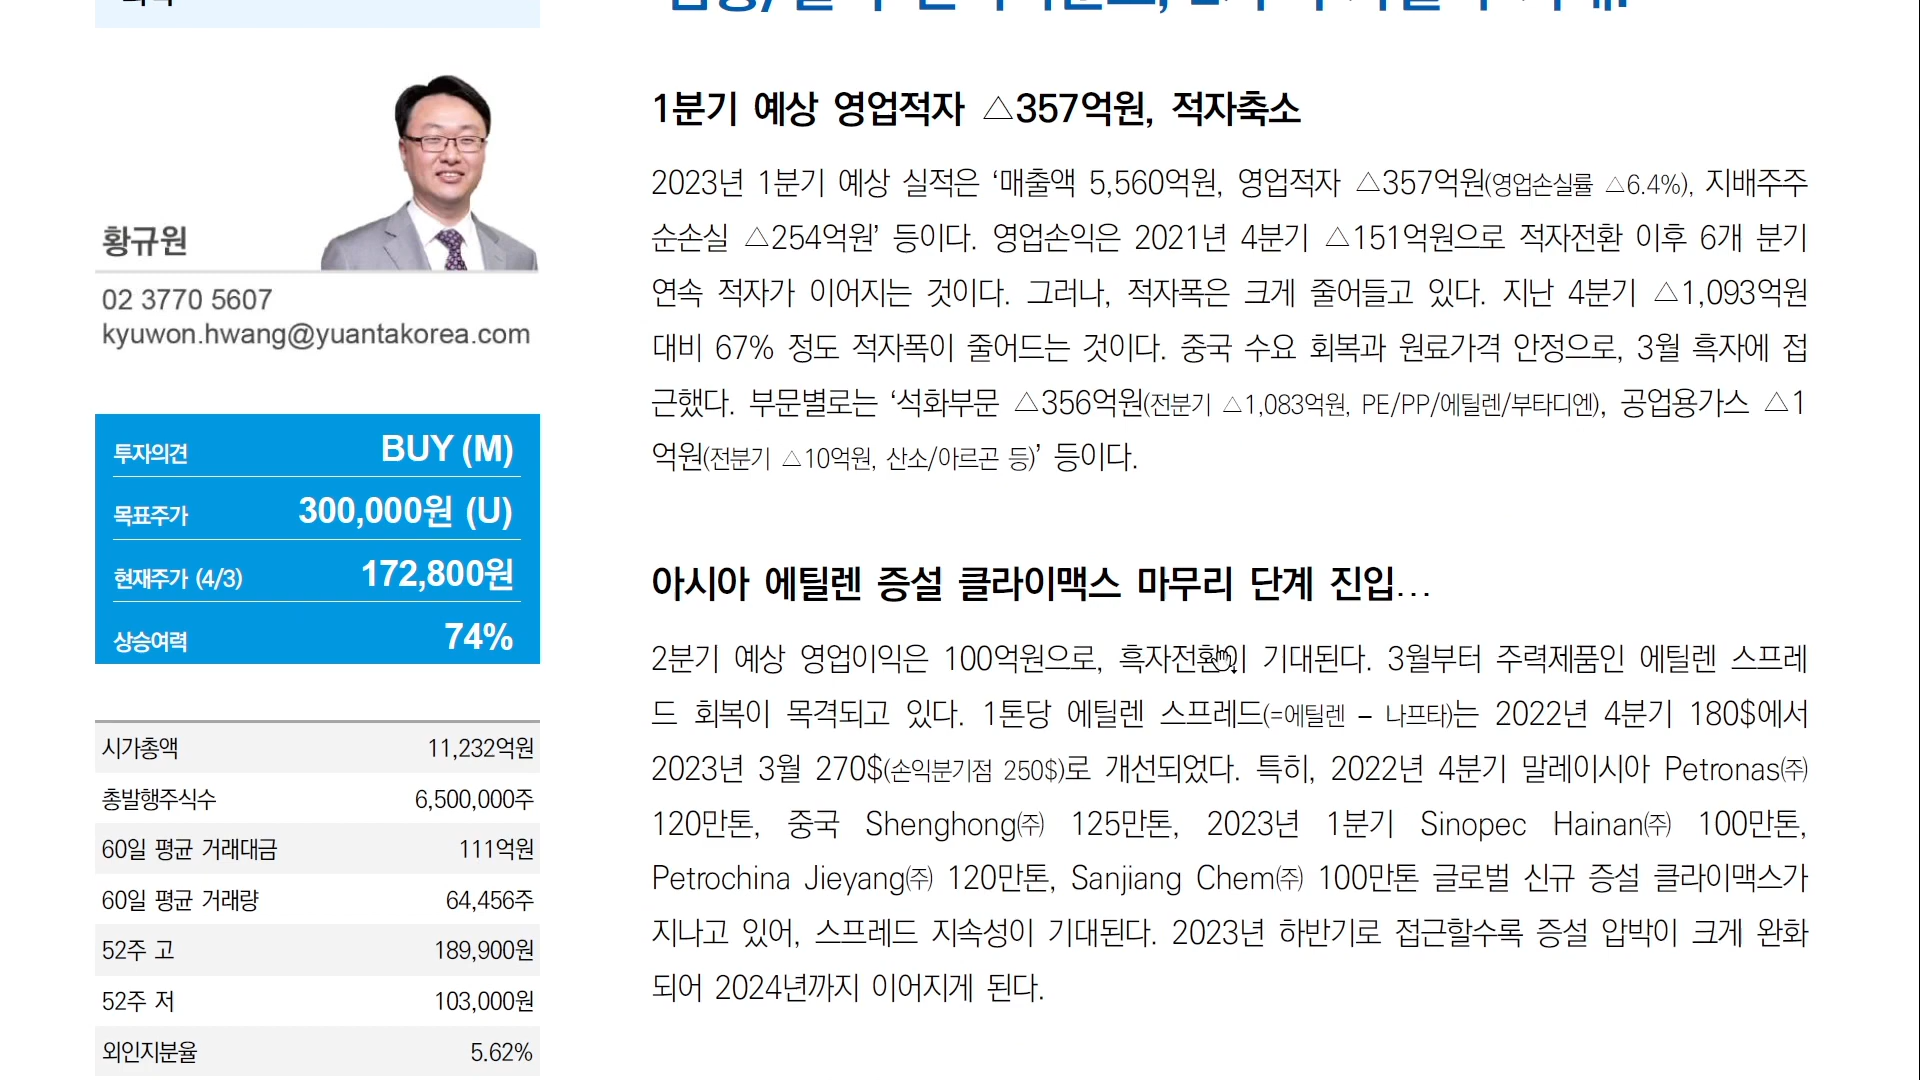 황규원
02 3770 5607
kyuwon.hwang@yuantakorea.com
투자의견 BUY (M)
목표주가 300,000원 (U)
현재주가 (4/3) 172,800원
상승여력 74%
시가총액 11,232억원
총발행주식수 6,500,000주
60일 평균 거래대금 111억원
60일 평균 거래량 64,456주
52주 고 189,900원
52주 저 103,000원
외인지분율 5.62%
1분기 예상 영업적자 △357억원, 적자축소
2023년 1분기 예상 실적은 ‘매출액 5,560억원, 영업적자 △357억원(영업손실률 △6.4%), 지배주주
순손실 △254억원’ 등이다. 영업손익은 2021년 4분기 △151억원으로 적자전환 이후 6개 분기
연속 적자가 이어지는 것이다. 그러나, 적자폭은 크게 줄어들고 있다. 지난 4분기 △1,093억원
대비 67% 정도 적자폭이 줄어드는 것이다. 중국 수요 회복과 원료가격 안정으로, 3월 흑자에 접
근했다. 부문별로는 ‘석화부문 △356억원(전분기 △1,083억원, PE/PP/에틸렌/부타디엔), 공업용가스 △1
억원(전분기 △10억원, 산소/아르곤 등)’ 등이다.
아시아 에틸렌 증설 클라이맥스 마무리 단계 진입…
2분기 예상 영업이익은 100억원으로, 흑자전환이 기대된다. 3월부터 주력제품인 에틸렌 스프레
드 회복이 목격되고 있다. 1톤당 에틸렌 스프레드(=에틸렌 – 나프타)는 2022년 4분기 180$에서
2023년 3월 270$(손익분기점 250$)로 개선되었다. 특히, 2022년 4분기 말레이시아 Petronas㈜
120만톤, 중국 Shenghong㈜ 125만톤, 2023년 1분기 Sinopec Hainan㈜ 100만톤,
Petrochina Jieyang㈜ 120만톤, Sanjiang Chem㈜ 100만톤 글로벌 신규 증설 클라이맥스가
지나고 있어, 스프레드 지속성이 기대된다. 2023년 하반기로 접근할수록 증설 압박이 크게 완화
되어 2024년까지 이어지게 된다.